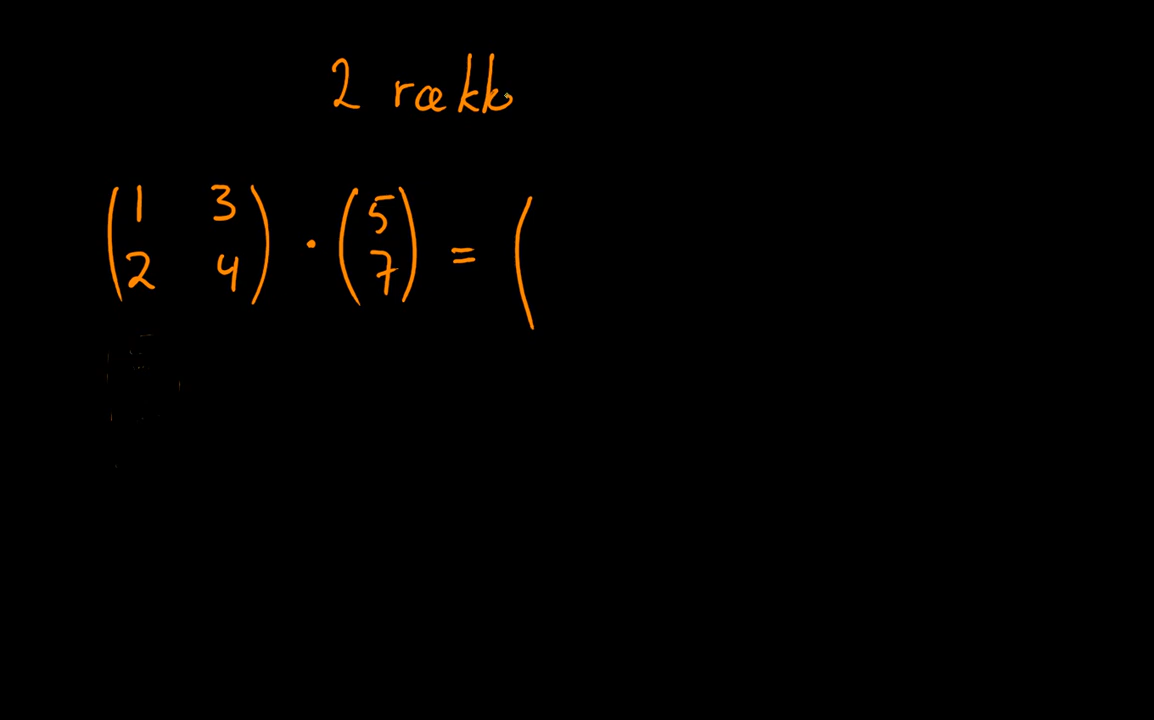 2 rækk
( 1 3 ) · ( 5 ) = (
( 2 4 ) ( 7 )